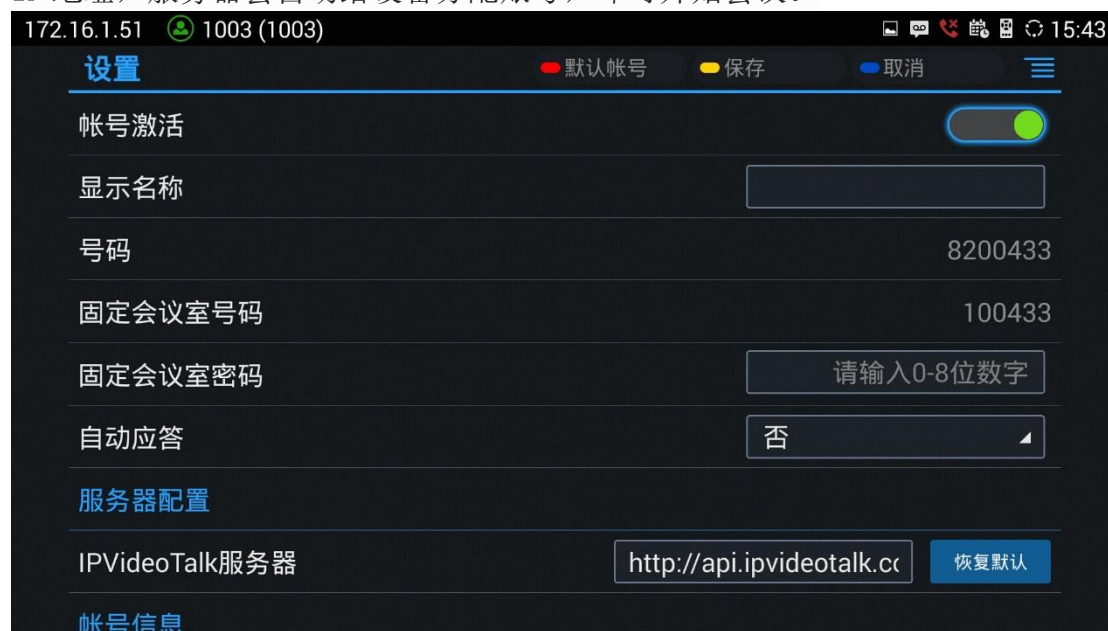 172.16.1.51 1003 (1003) 15:43
设置 默认帐号 保存 取消
帐号激活
显示名称
号码 8200433
固定会议室号码 100433
固定会议室密码 请输入0-8位数字
自动应答 否
服务器配置
IPVideoTalk服务器 http://api.ipvideotalk.cc 恢复默认
帐号信息